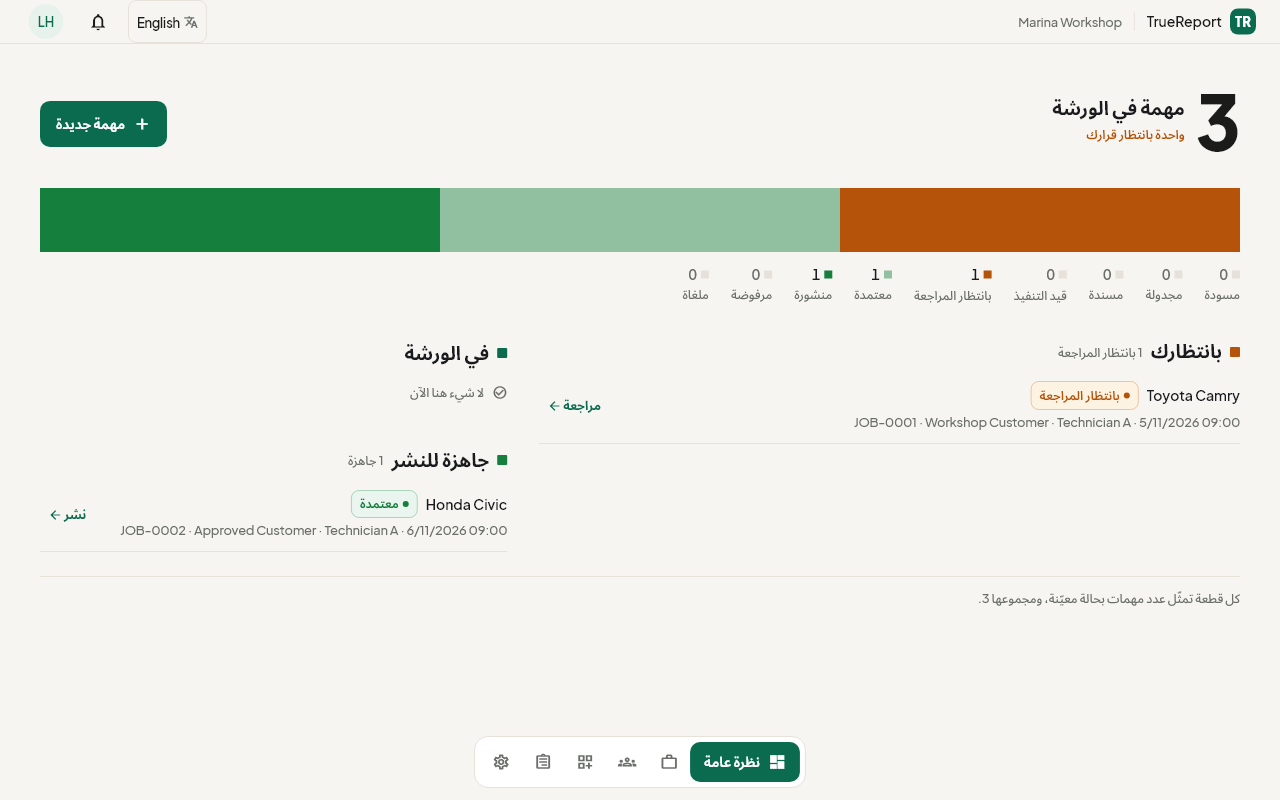 TR TrueReport Marina Workshop
English
LH
3
مهمة في الورشة
واحدة بانتظار قرارك
مهمة جديدة
0 0 0 0 1 1 1 0 0
مسودة مجدولة مسندة قيد التنفيذ بانتظار المراجعة معتمدة منشورة مرفوضة ملغاة
بانتظارك 1 بانتظار المراجعة
Toyota Camry بانتظار المراجعة
JOB-0001 · Workshop Customer · Technician A · 5/11/2026 09:00
مراجعة ←
في الورشة
لا شيء هنا الآن
جاهزة للنشر 1 جاهزة
Honda Civic معتمدة
JOB-0002 · Approved Customer · Technician A · 6/11/2026 09:00
نشر ←
كل قطعة تمثّل عدد مهمات بحالة معيّنة، ومجموعها 3.
نظرة عامة